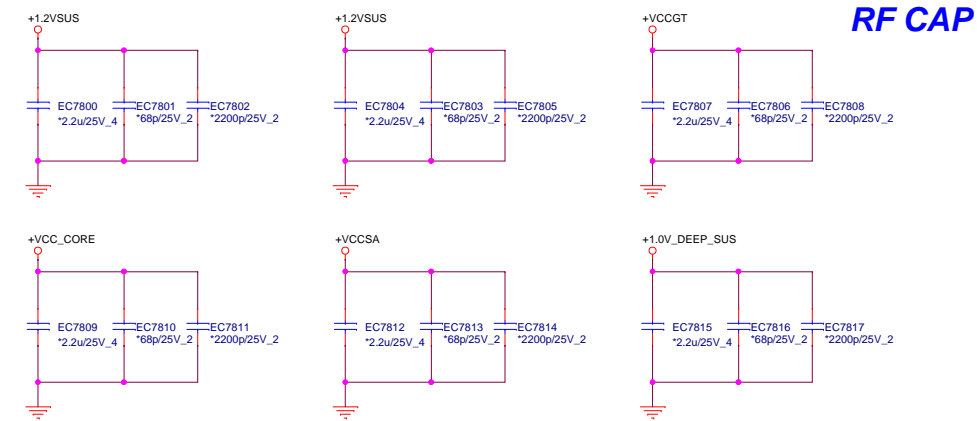 RF CAP
+1.2VSUS
EC7800
*2.2u/25V_4
EC7801
*68p/25V_2
EC7802
*2200p/25V_2
+1.2VSUS
EC7804
*2.2u/25V_4
EC7803
*68p/25V_2
EC7805
*2200p/25V_2
+VCCGT
EC7807
*2.2u/25V_4
EC7806
*68p/25V_2
EC7808
*2200p/25V_2
+VCC_CORE
EC7809
*2.2u/25V_4
EC7810
*68p/25V_2
EC7811
*2200p/25V_2
+VCCSA
EC7812
*2.2u/25V_4
EC7813
*68p/25V_2
EC7814
*2200p/25V_2
+1.0V_DEEP_SUS
EC7815
*2.2u/25V_4
EC7816
*68p/25V_2
EC7817
*2200p/25V_2